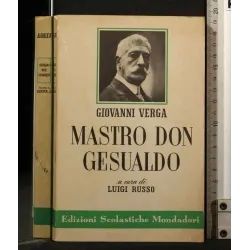 GIOVANNI VERGA
MASTRO DON
GESUALDO
a cura di
LUIGI RUSSO
Edizioni Scolastiche Mondadori